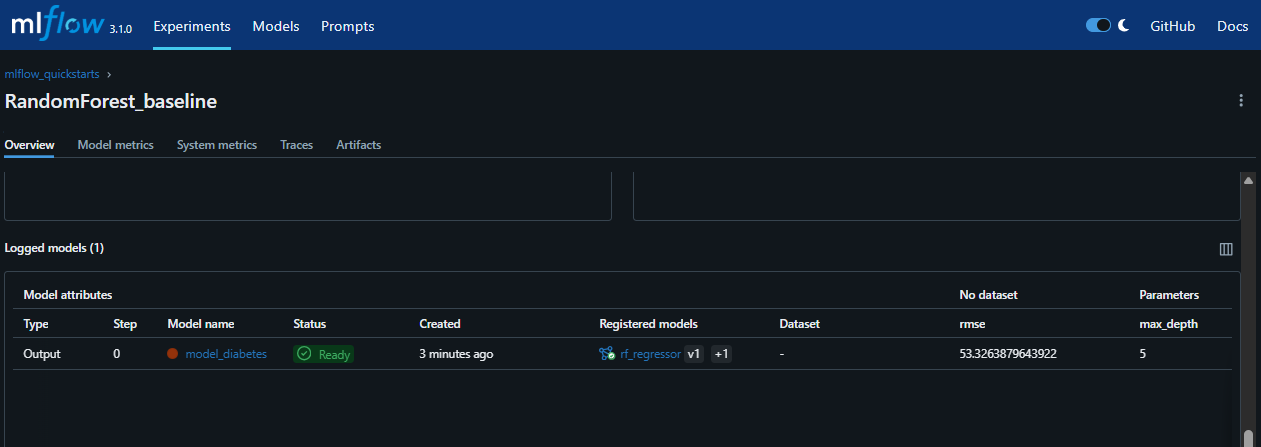 mlflow 3.1.0 Experiments Models Prompts GitHub Docs
mlflow_quickstarts ›
RandomForest_baseline
Overview Model metrics System metrics Traces Artifacts
Logged models (1)
Model attributes No dataset Parameters
Type Step Model name Status Created Registered models Dataset rmse max_depth
Output 0 model_diabetes Ready 3 minutes ago rf_regressor v1 +1 - 53.3263879643922 5